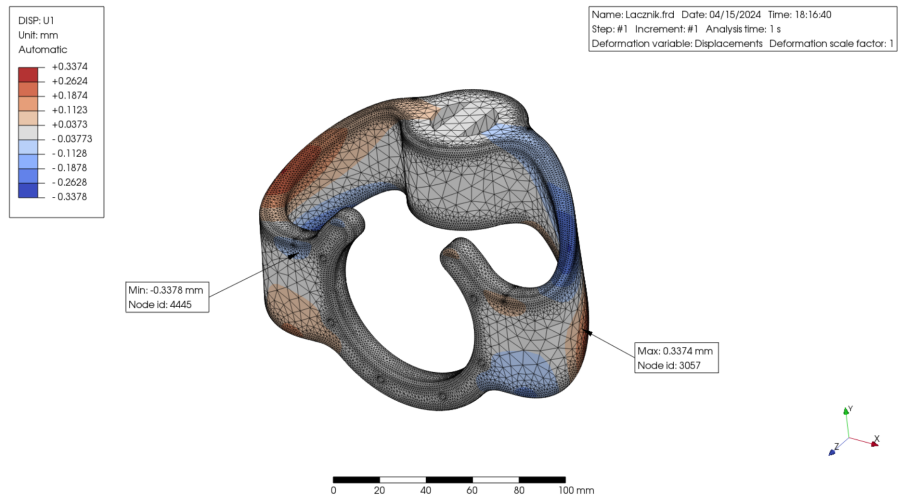 DISP: U1
Unit: mm
Automatic
+0.3374
+0.2624
+0.1874
+0.1123
+0.0373
-0.03773
-0.1128
-0.1878
-0.2628
-0.3378
Name: Lacznik.frd Date: 04/15/2024 Time: 18:16:40
Step: #1 Increment: #1 Analysis time: 1 s
Deformation variable: Displacements Deformation scale factor: 1
Min: -0.3378 mm
Node id: 4445
Max: 0.3374 mm
Node id: 3057
Y
X
Z
0 20 40 60 80 100 mm